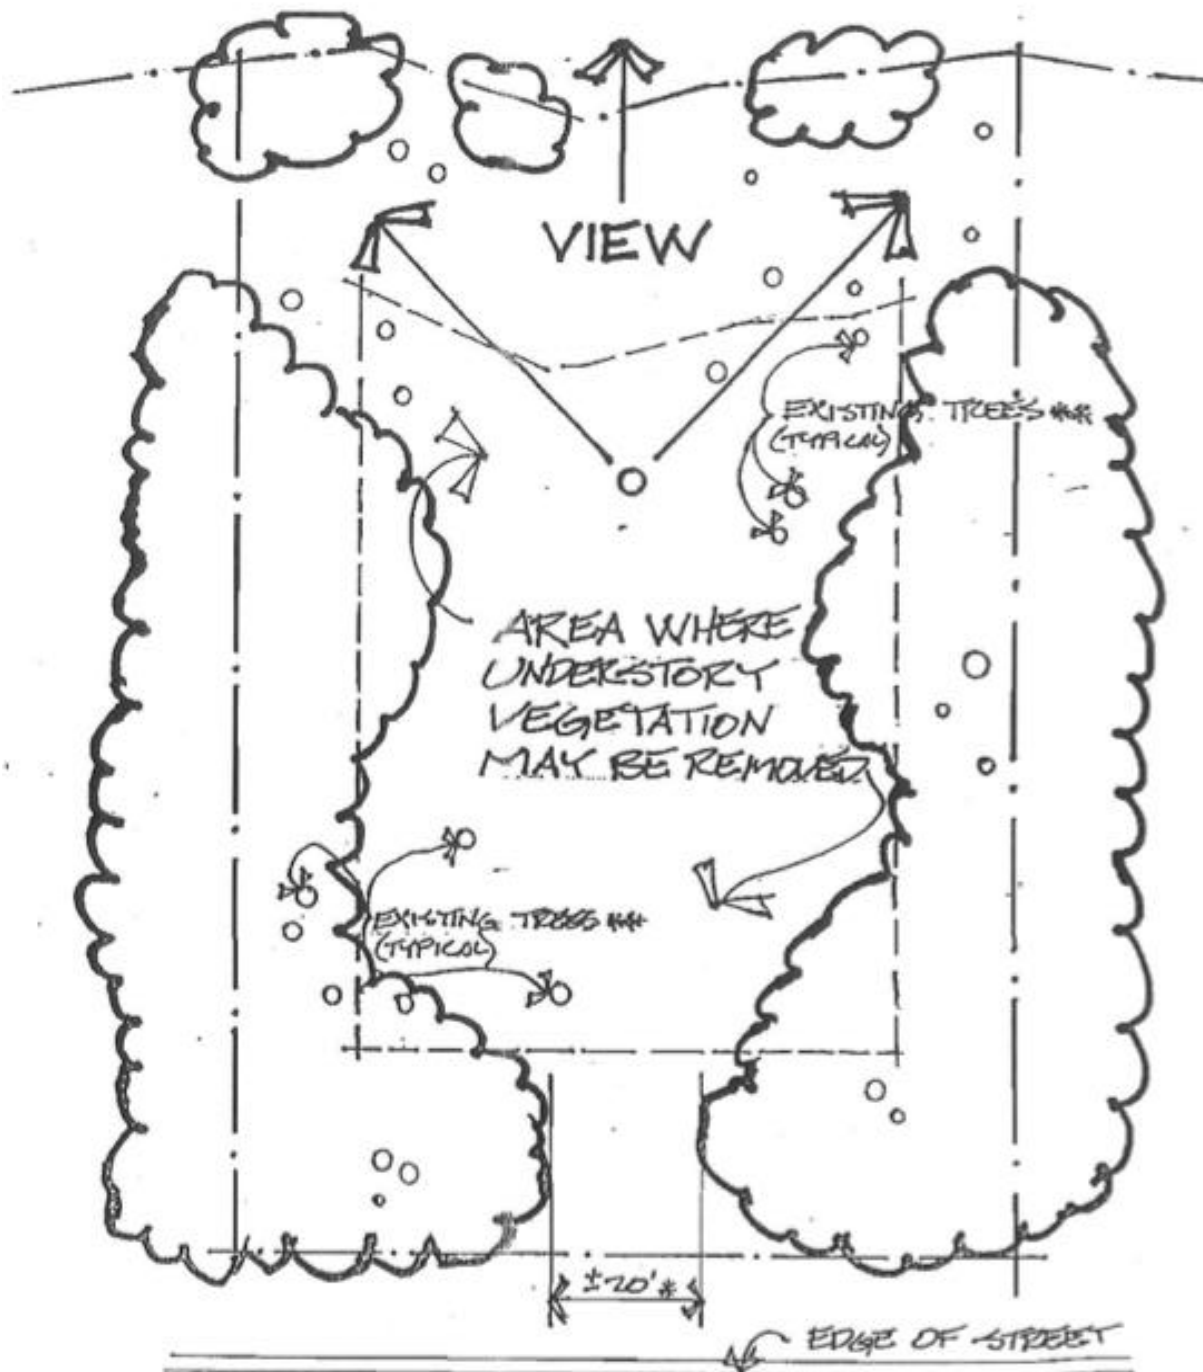 VIEW
EXISTING TREES **
(TYPICAL)
AREA WHERE
UNDERSTORY
VEGETATION
MAY BE REMOVED
EXISTING TREES **
(TYPICAL)
±20'*
EDGE OF STREET